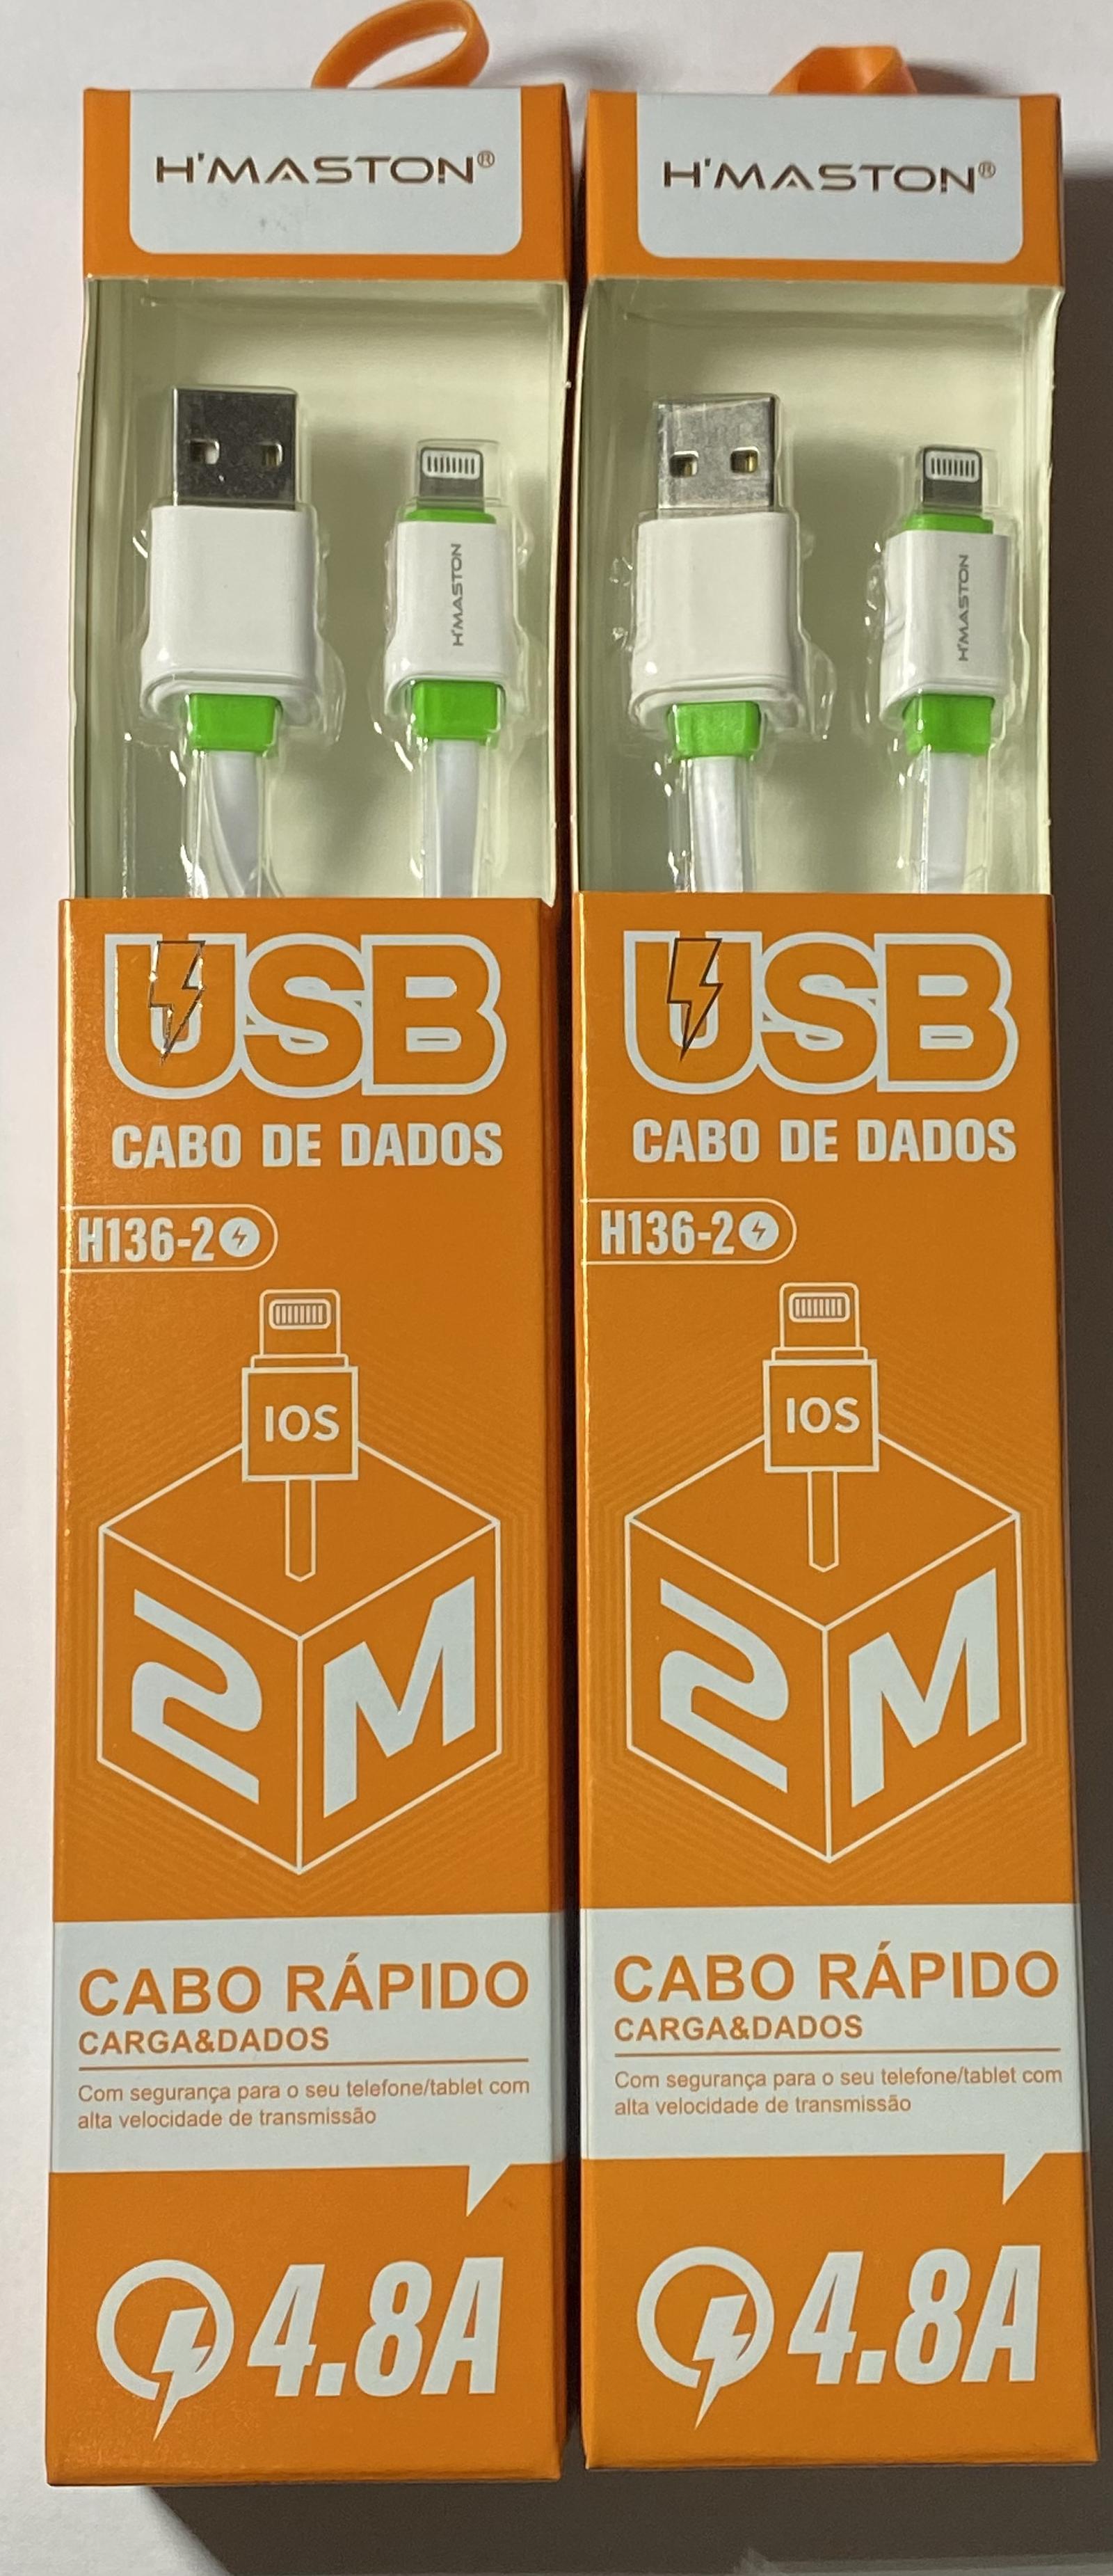 H'MASTON®
H'MASTON
USB
CABO DE DADOS
H136-2
IOS
2M
CABO RÁPIDO
CARGA&DADOS
Com segurança para o seu telefone/tablet com
alta velocidade de transmissão
4.8A
H'MASTON®
H'MASTON
USB
CABO DE DADOS
H136-2
IOS
2M
CABO RÁPIDO
CARGA&DADOS
Com segurança para o seu telefone/tablet com
alta velocidade de transmissão
4.8A